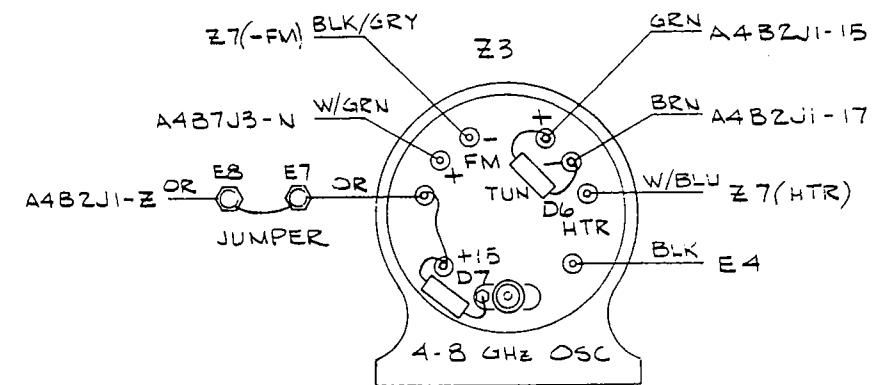 Z7(-FM) BLK/GRY
Z3
GRN A4B2J1-15
A4B7J3-N W/GRN
BRN A4B2J1-17
+
-
-
+
FM
A4B2J1-Z OR E8 E7 OR
JUMPER
TUN
D6
W/BLU Z7(HTR)
HTR
+15
D7
BLK E4
4-8 GHz OSC